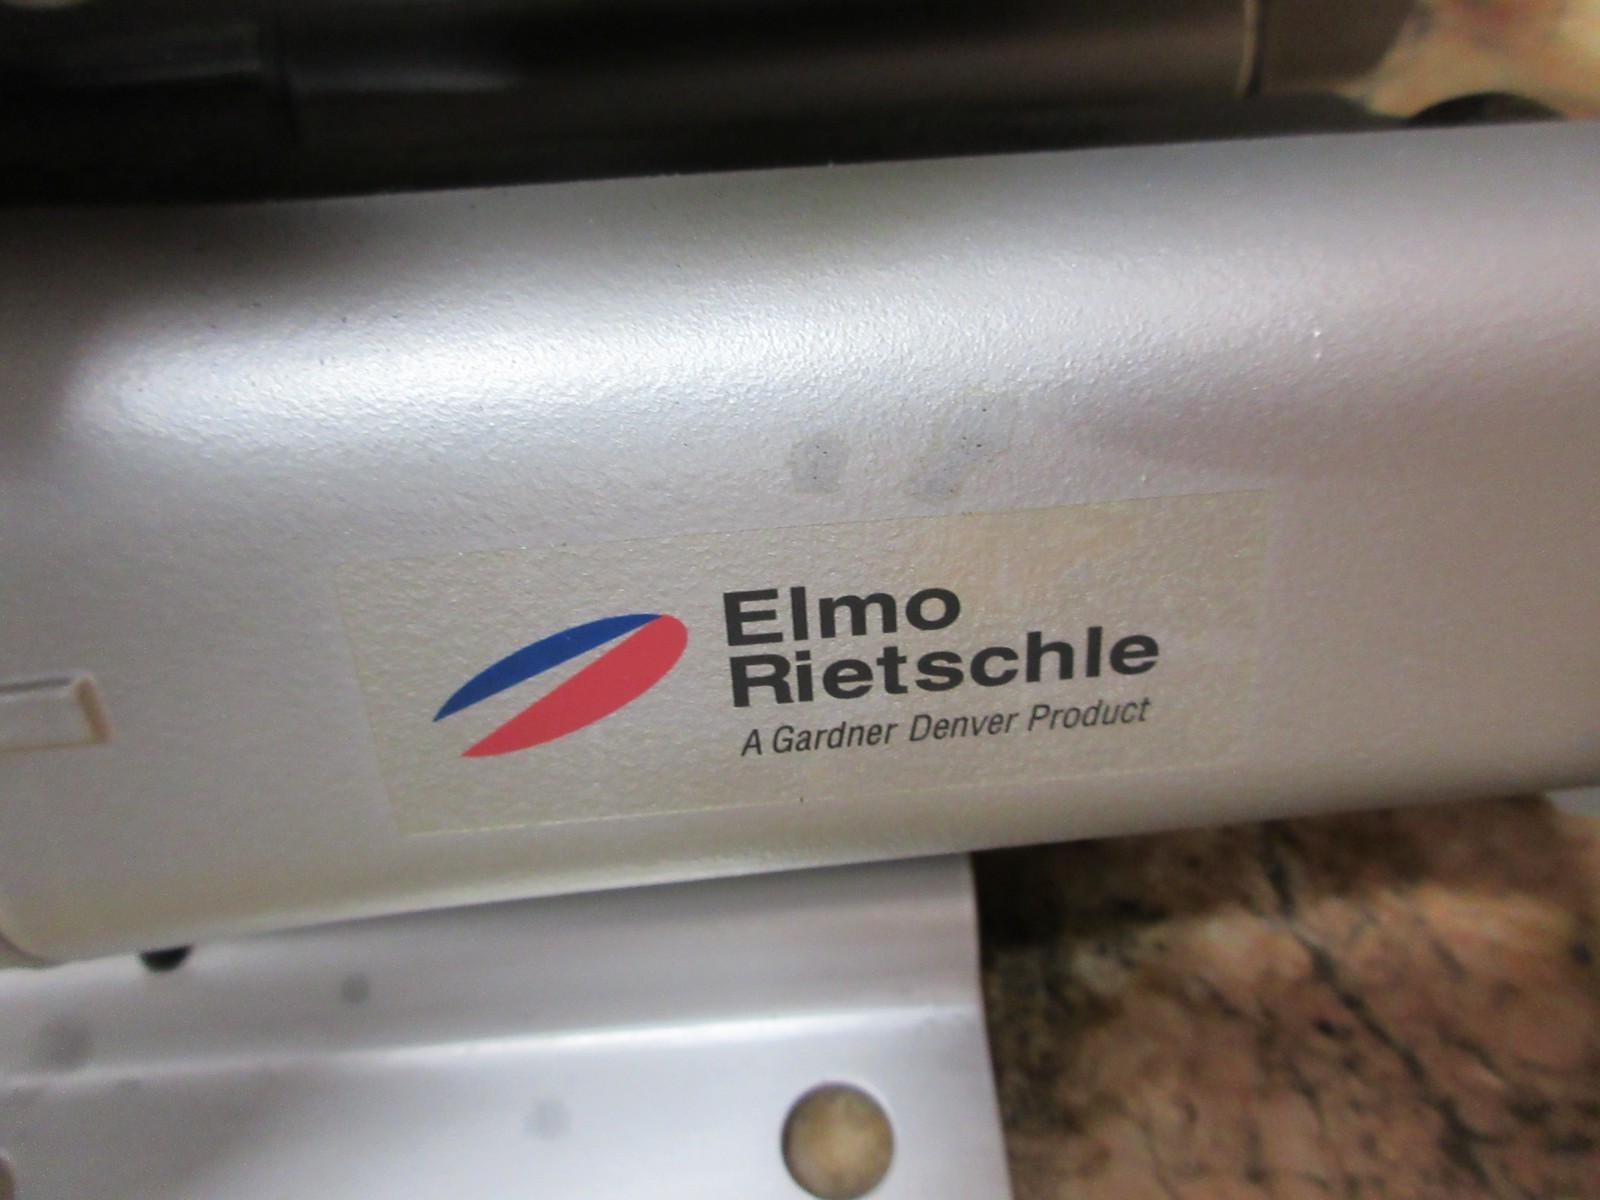 Elmo
Rietschle
A Gardner Denver Product